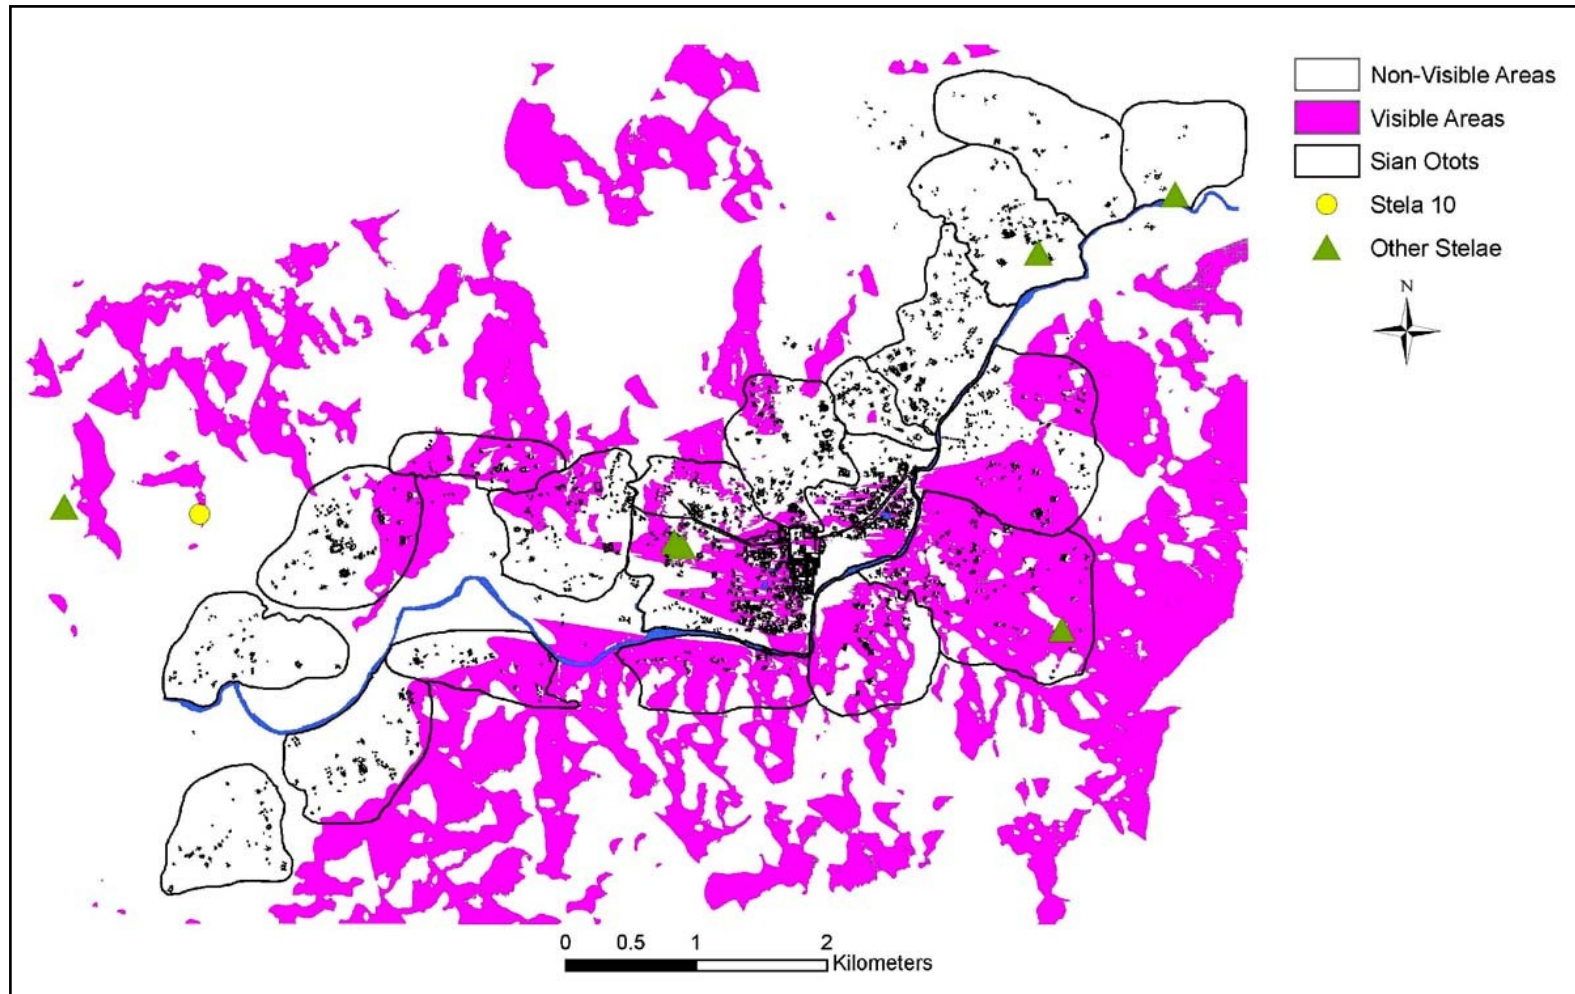 Non-Visible Areas
Visible Areas
Sian Otots
Stela 10
Other Stelae
N
0 0.5 1 2
Kilometers